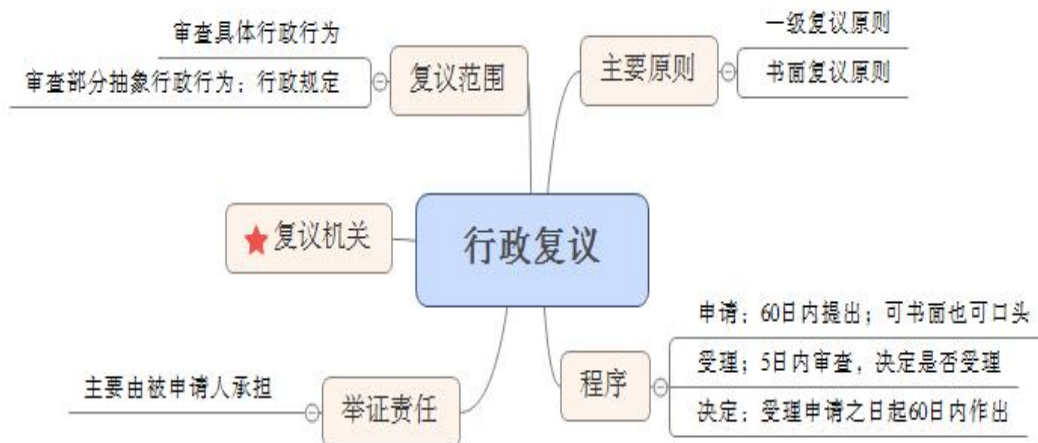 行政复议
复议范围
审查具体行政行为
审查部分抽象行政行为：行政规定
主要原则
一级复议原则
书面复议原则
复议机关
举证责任
主要由被申请人承担
程序
申请：60日内提出；可书面也可口头
受理：5日内审查，决定是否受理
决定：受理申请之日起60日内作出